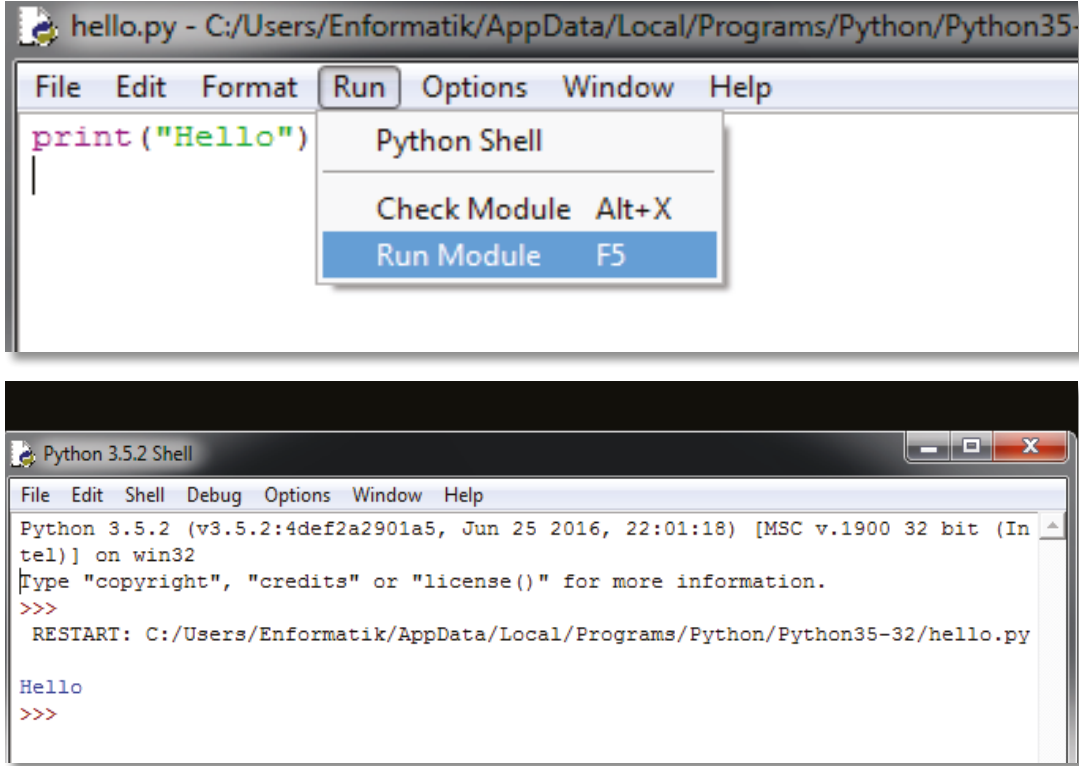 hello.py - C:/Users/Enformatik/AppData/Local/Programs/Python/Python35-
File Edit Format Run Options Window Help
print("Hello")
Python Shell
Check Module Alt+X
Run Module F5
Python 3.5.2 Shell
File Edit Shell Debug Options Window Help
Python 3.5.2 (v3.5.2:4def2a2901a5, Jun 25 2016, 22:01:18) [MSC v.1900 32 bit (In
tel)] on win32
Type "copyright", "credits" or "license()" for more information.
>>>
RESTART: C:/Users/Enformatik/AppData/Local/Programs/Python/Python35-32/hello.py
Hello
>>>